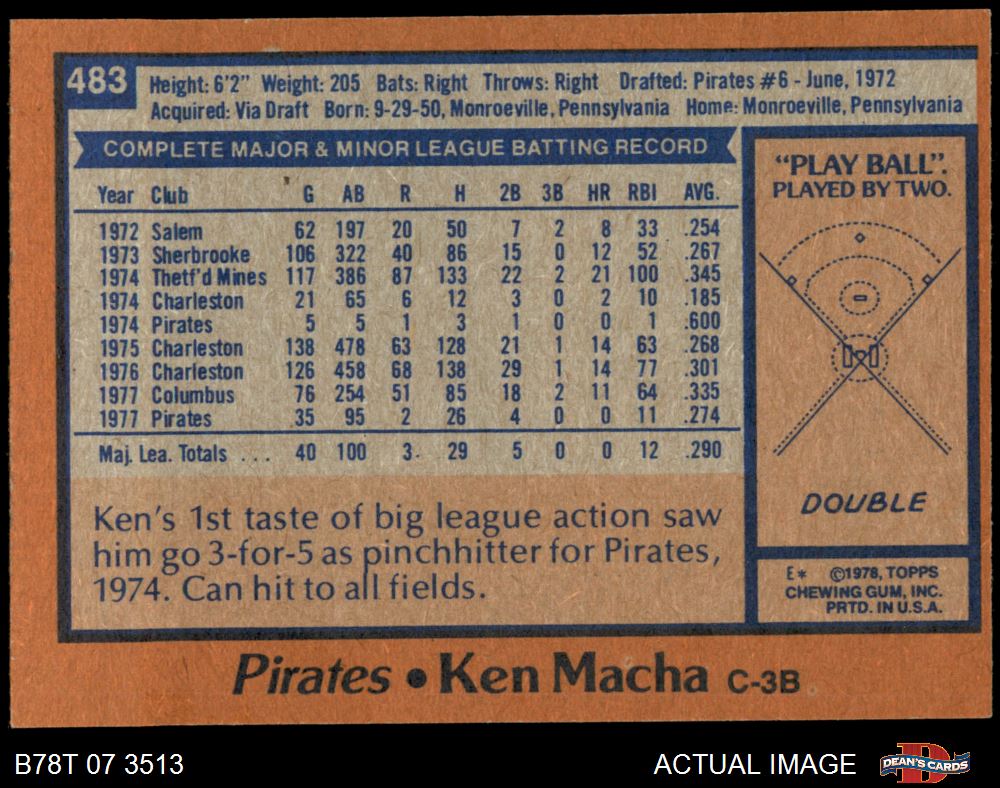 483
Height: 6'2" Weight: 205 Bats: Right Throws: Right Drafted: Pirates #6 - June, 1972
Acquired: Via Draft Born: 9-29-50, Monroeville, Pennsylvania Home: Monroeville, Pennsylvania
COMPLETE MAJOR & MINOR LEAGUE BATTING RECORD
Year Club G AB R H 2B 3B HR RBI AVG.
1972 Salem 62 197 20 50 7 2 8 33 .254
1973 Sherbrooke 106 322 40 86 15 0 12 52 .267
1974 Thetf'd Mines 117 386 87 133 22 2 21 100 .345
1974 Charleston 21 65 6 12 3 0 2 10 .185
1974 Pirates 5 5 1 3 1 0 0 1 .600
1975 Charleston 138 478 63 128 21 1 14 63 .268
1976 Charleston 126 458 68 138 29 1 14 77 .301
1977 Columbus 76 254 51 85 18 2 11 64 .335
1977 Pirates 35 95 2 26 4 0 0 11 .274
Maj. Lea. Totals ... 40 100 3 29 5 0 0 12 .290
Ken's 1st taste of big league action saw
him go 3-for-5 as pinchhitter for Pirates,
1974. Can hit to all fields.
"PLAY BALL".
PLAYED BY TWO.
DOUBLE
E* ©1978, TOPPS
CHEWING GUM, INC.
PRTD. IN U.S.A.
Pirates • Ken Macha C-3B
B78T 07 3513
ACTUAL IMAGE
DEAN'S CARDS